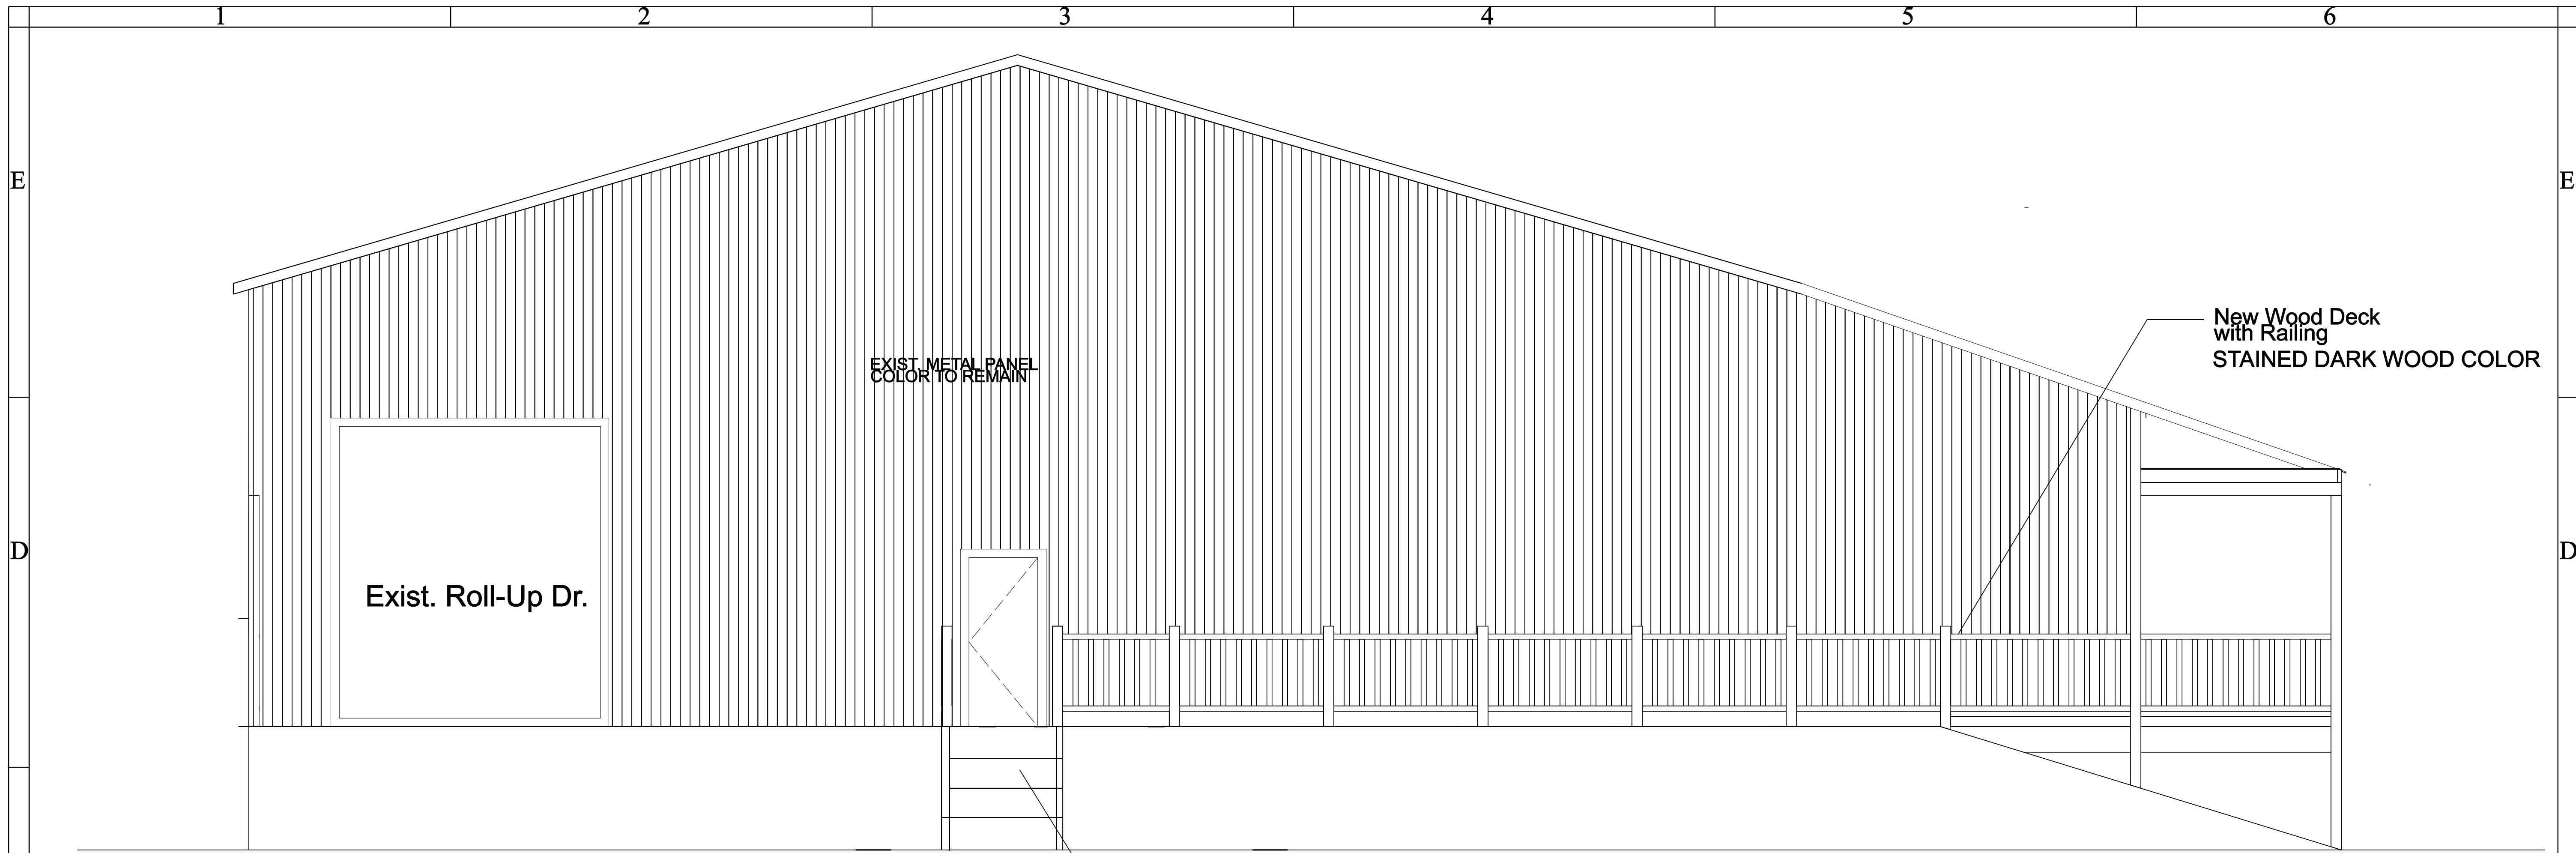 1 2 3 4 5 6
E E
New Wood Deck
with Railing
STAINED DARK WOOD COLOR
EXIST. METAL PANEL
COLOR TO REMAIN
D D
Exist. Roll-Up Dr.